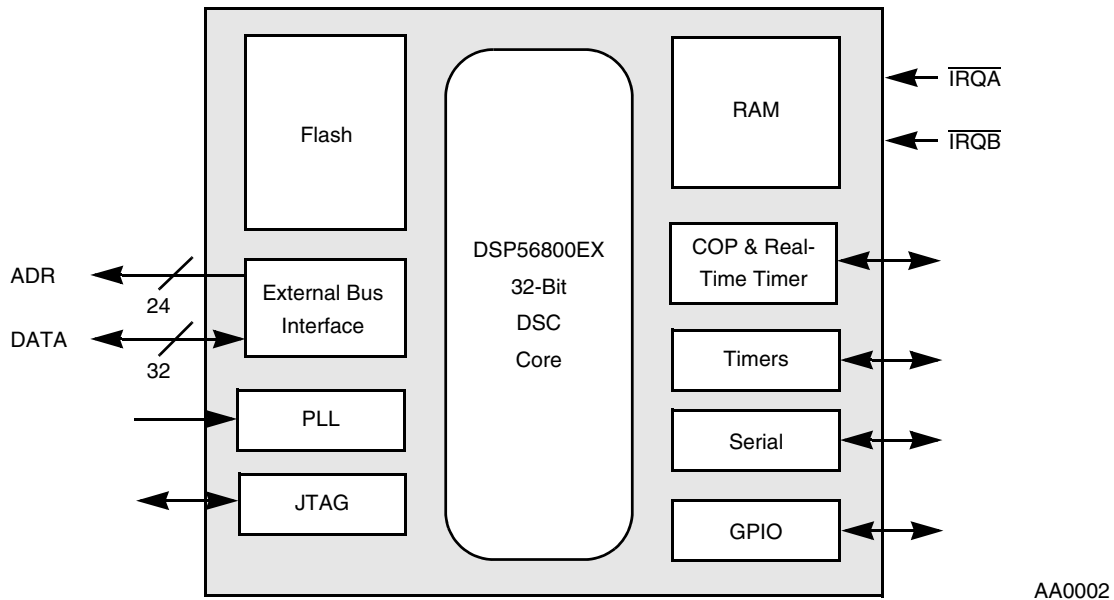 Flash
RAM
IRQA
IRQB
DSP56800EX
32-Bit
DSC
Core
COP & Real-
Time Timer
ADR
24
External Bus
Interface
DATA
32
Timers
PLL
Serial
JTAG
GPIO
AA0002